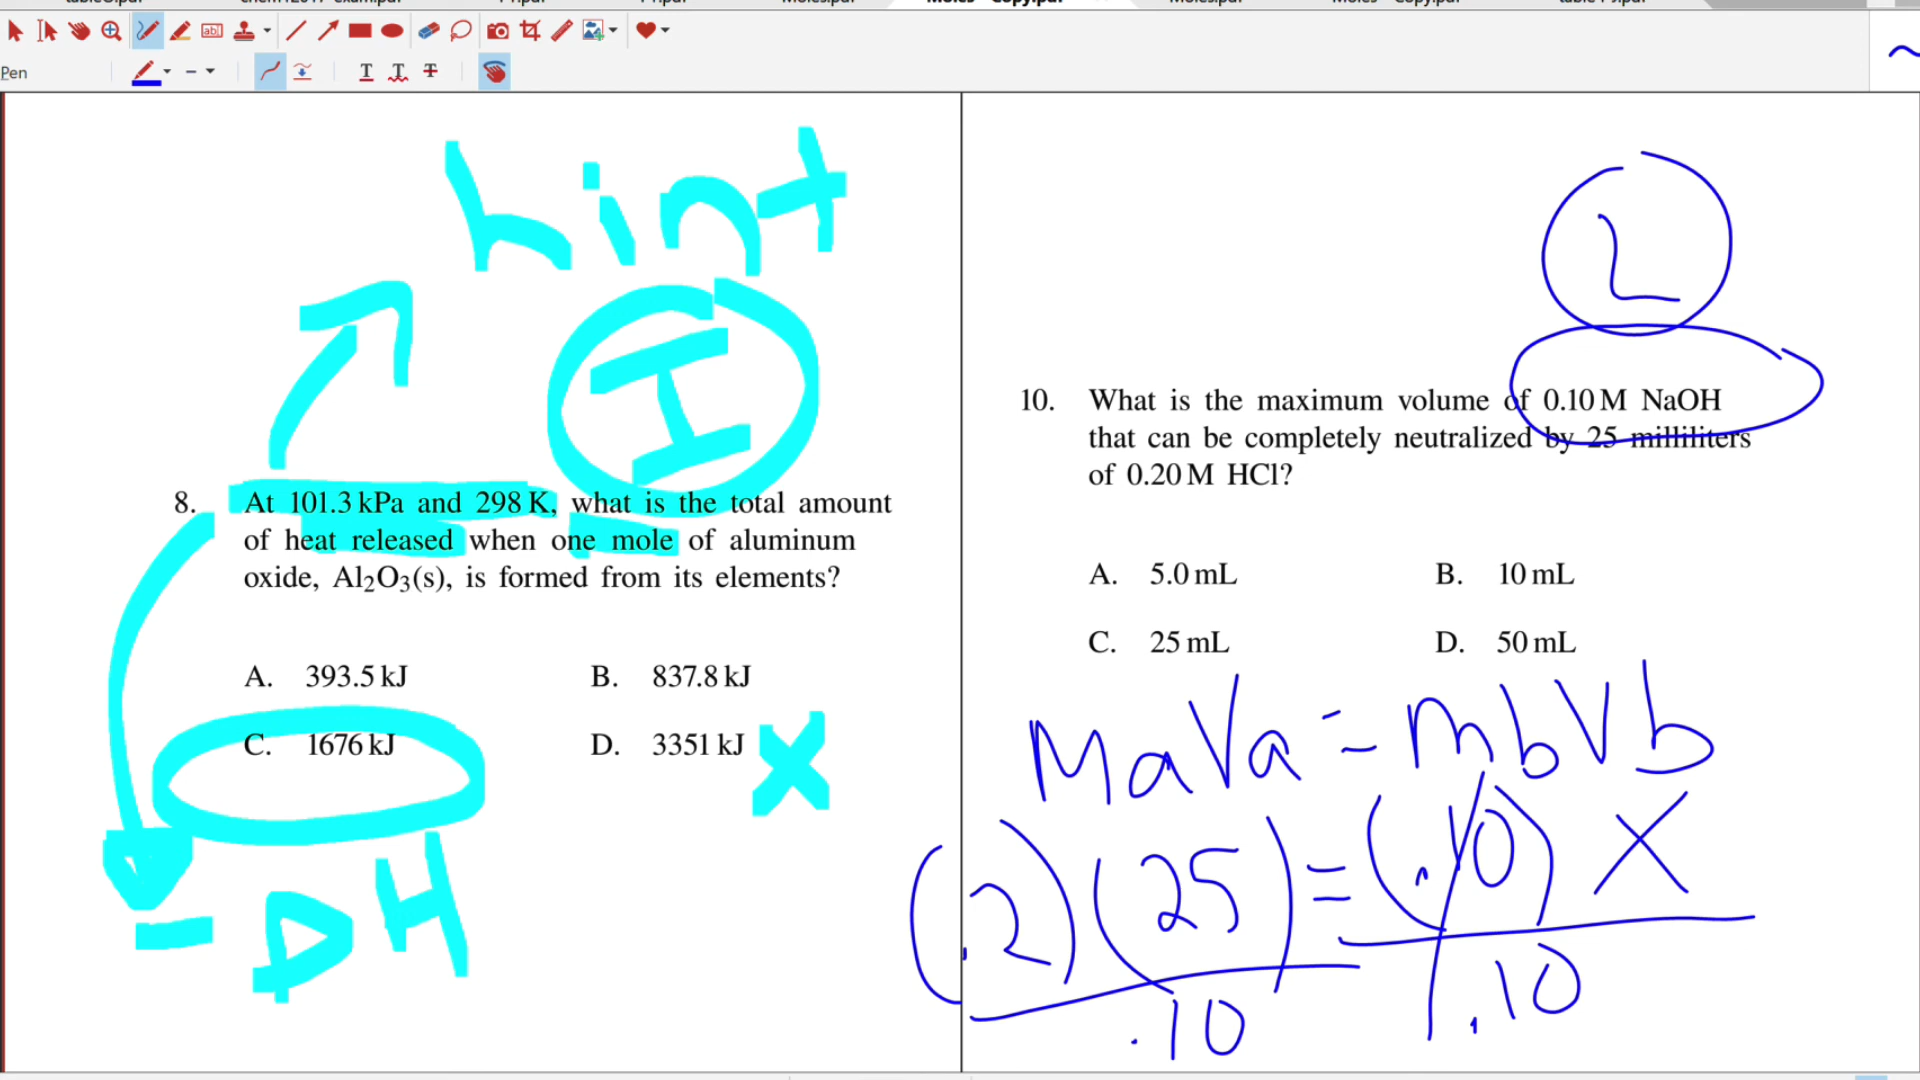 Moles - Copy.pdf
Pen
hint
I
8. At 101.3 kPa and 298 K, what is the total amount
of heat released when one mole of aluminum
oxide, Al2O3(s), is formed from its elements?
A. 393.5 kJ B. 837.8 kJ
C. 1676 kJ D. 3351 kJ X
- DH
L
10. What is the maximum volume of 0.10 M NaOH
that can be completely neutralized by 25 milliliters
of 0.20 M HCl?
A. 5.0 mL B. 10 mL
C. 25 mL D. 50 mL
MaVa = mbVb
(.2)(25) = (.10) X
.10 .10